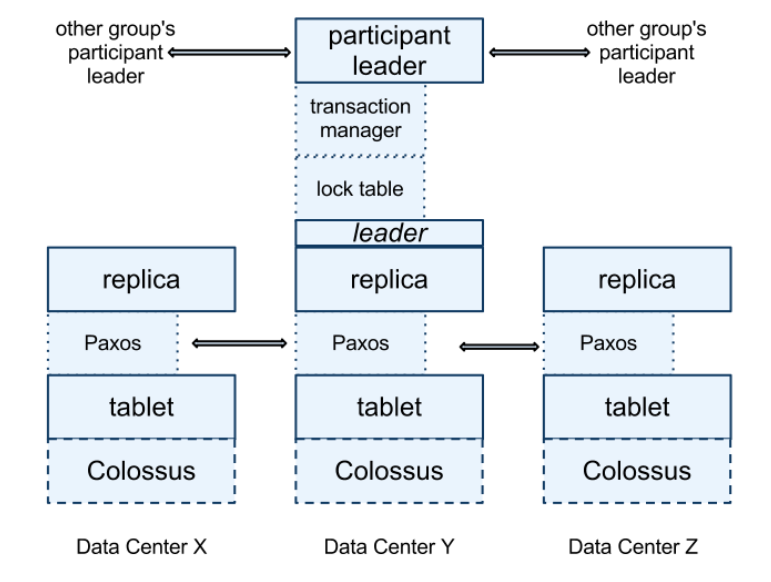 other group's
participant
leader
participant
leader
other group's
participant
leader
transaction
manager
lock table
leader
replica
replica
replica
Paxos
Paxos
Paxos
tablet
tablet
tablet
Colossus
Colossus
Colossus
Data Center X
Data Center Y
Data Center Z